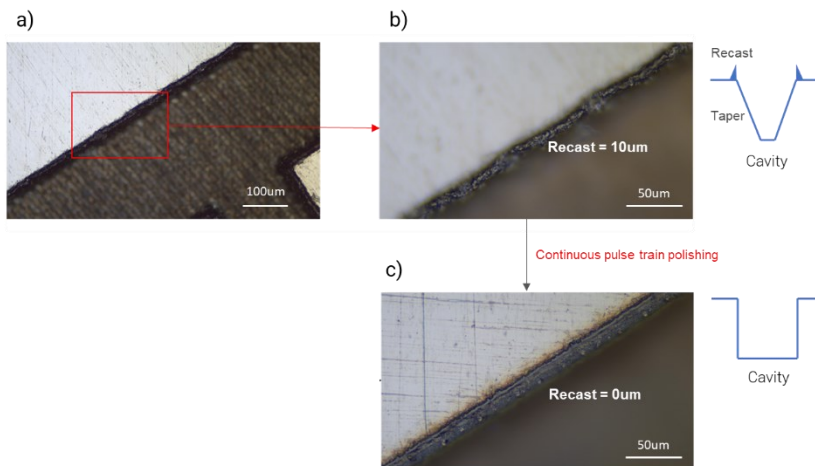 a)
b)
Recast
Taper
Cavity
Recast = 10um
100um
50um
Continuous pulse train polishing
c)
Recast = 0um
50um
Cavity